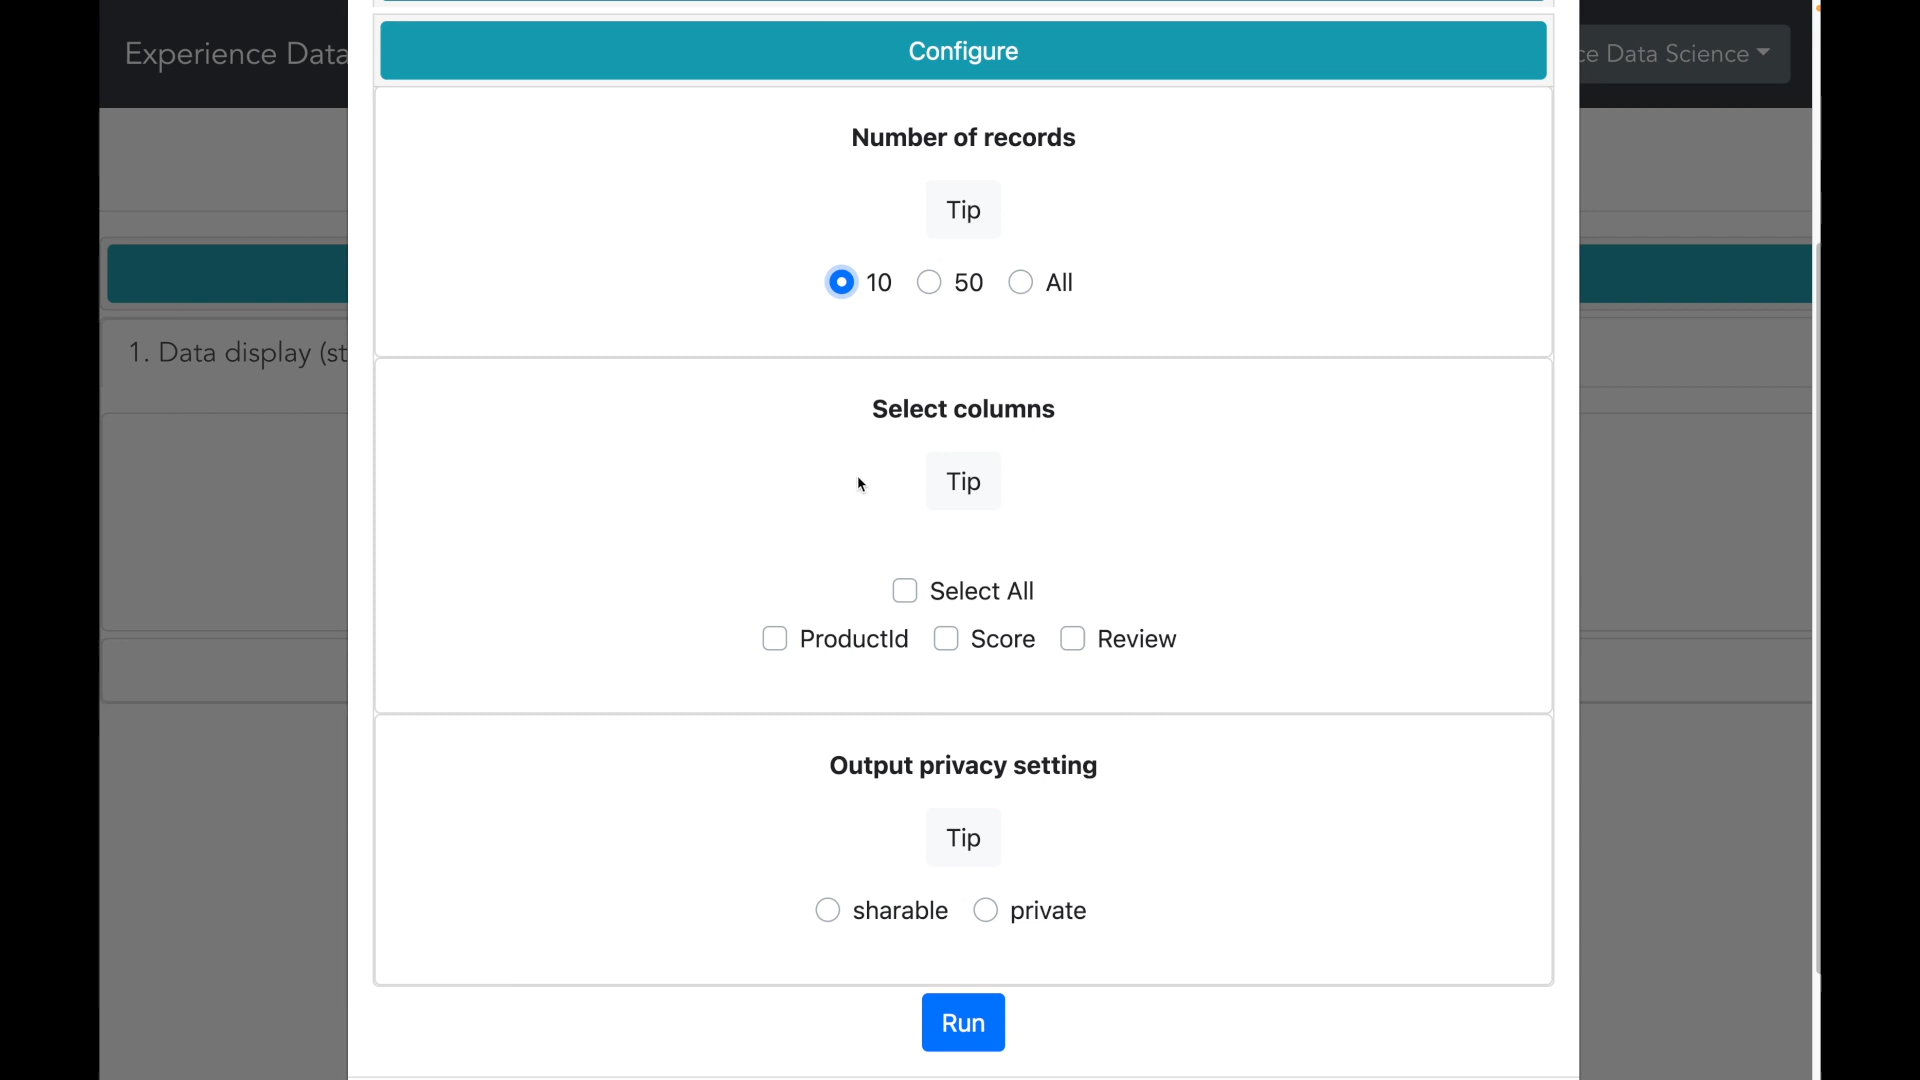 Experience Data
Configure
ce Data Science
Number of records
Tip
10 50 All
1. Data display (st
Select columns
Tip
Select All
ProductId Score Review
Output privacy setting
Tip
sharable private
Run